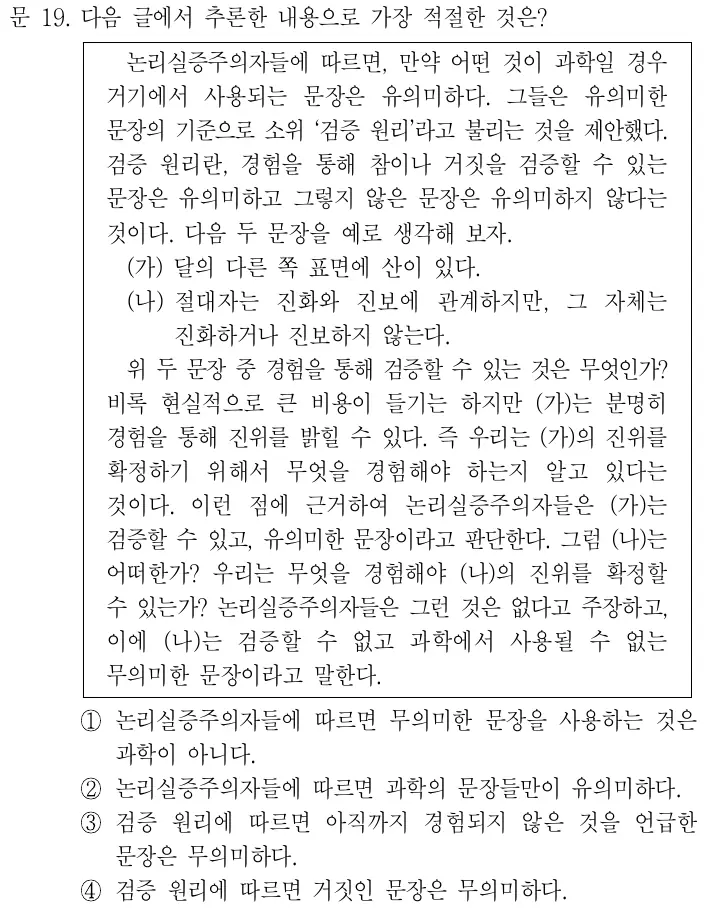 문 19. 다음 글에서 추론한 내용으로 가장 적절한 것은?
논리실증주의자들에 따르면, 만약 어떤 것이 과학일 경우
거기에서 사용되는 문장은 유의미하다. 그들은 유의미한
문장의 기준으로 소위 ‘검증 원리’라고 불리는 것을 제안했다.
검증 원리란, 경험을 통해 참이나 거짓을 검증할 수 있는
문장은 유의미하고 그렇지 않은 문장은 유의미하지 않다는
것이다. 다음 두 문장을 예로 생각해 보자.
(가) 달의 다른 쪽 표면에 산이 있다.
(나) 절대자는 진화와 진보에 관계하지만, 그 자체는
진화하거나 진보하지 않는다.
위 두 문장 중 경험을 통해 검증할 수 있는 것은 무엇인가?
비록 현실적으로 큰 비용이 들기는 하지만 (가)는 분명히
경험을 통해 진위를 밝힐 수 있다. 즉 우리는 (가)의 진위를
확정하기 위해서 무엇을 경험해야 하는지 알고 있다는
것이다. 이런 점에 근거하여 논리실증주의자들은 (가)는
검증할 수 있고, 유의미한 문장이라고 판단한다. 그럼 (나)는
어떠한가? 우리는 무엇을 경험해야 (나)의 진위를 확정할
수 있는가? 논리실증주의자들은 그런 것은 없다고 주장하고,
이에 (나)는 검증할 수 없고 과학에서 사용될 수 없는
무의미한 문장이라고 말한다.
① 논리실증주의자들에 따르면 무의미한 문장을 사용하는 것은
과학이 아니다.
② 논리실증주의자들에 따르면 과학의 문장들만이 유의미하다.
③ 검증 원리에 따르면 아직까지 경험되지 않은 것을 언급한
문장은 무의미하다.
④ 검증 원리에 따르면 거짓인 문장은 무의미하다.